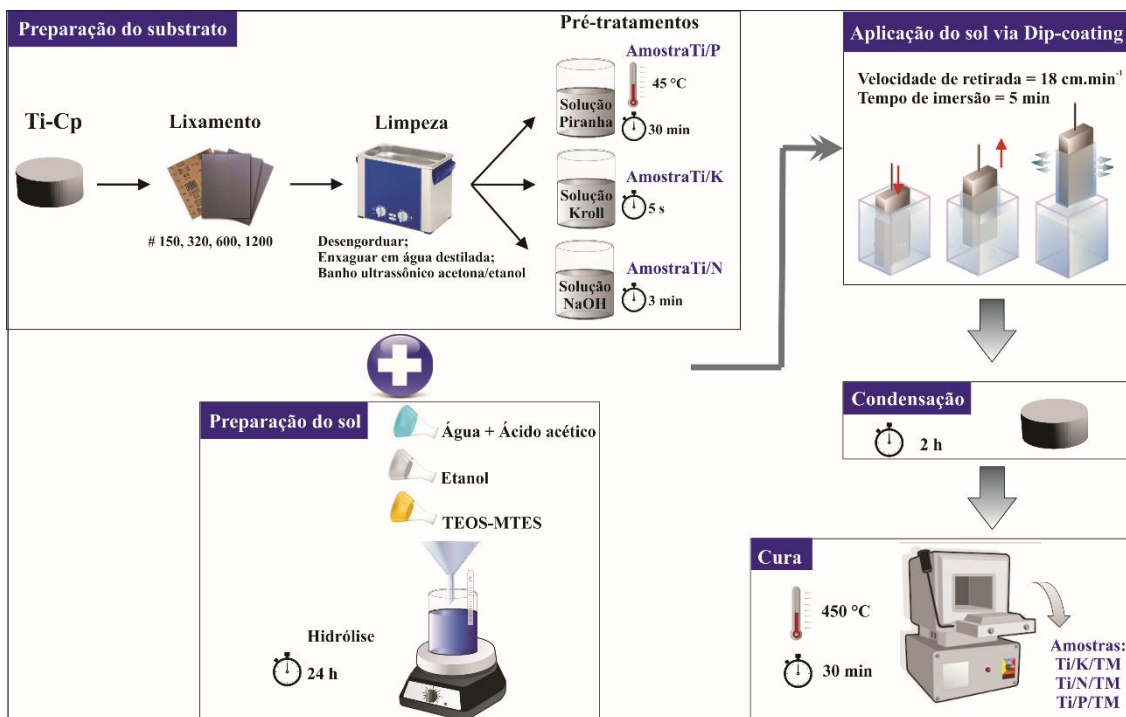 Preparação do substrato
Pré-tratamentos
Ti-Cp
Lixamento
# 150, 320, 600, 1200
Limpeza
Desengordurar;
Enxaguar em água destilada;
Banho ultrassônico acetona/etanol
AmostraTi/P
Solução
Piranha
45 °C
30 min
AmostraTi/K
Solução
Kroll
5 s
AmostraTi/N
Solução
NaOH
3 min
Preparação do sol
Água + Ácido acético
Etanol
TEOS-MTES
Hidrólise
24 h
Aplicação do sol via Dip-coating
Velocidade de retirada = 18 cm.min⁻¹
Tempo de imersão = 5 min
Condensação
2 h
Cura
450 °C
30 min
Amostras:
Ti/K/TM
Ti/N/TM
Ti/P/TM